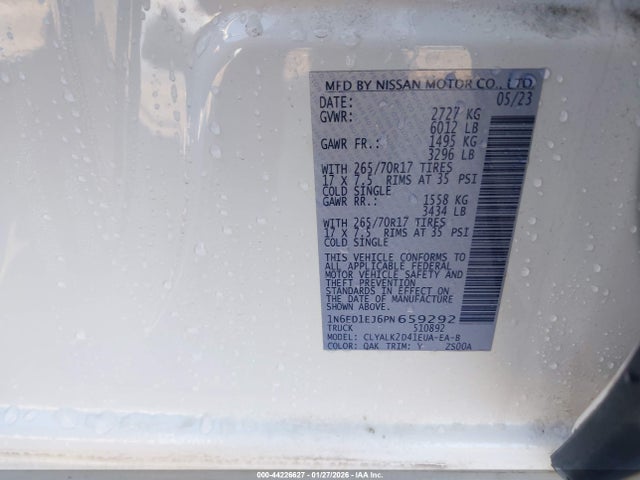 MFD BY NISSAN MOTOR CO., LTD.
DATE: 05/23
GVWR: 2727 KG
6012 LB
GAWR FR.: 1495 KG
3296 LB
WITH 265/70R17 TIRES
17 X 7.5 RIMS AT 35 PSI
COLD SINGLE
GAWR RR.: 1558 KG
3434 LB
WITH 265/70R17 TIRES
17 X 7.5 RIMS AT 35 PSI
COLD SINGLE
THIS VEHICLE CONFORMS TO
ALL APPLICABLE FEDERAL
MOTOR VEHICLE SAFETY AND
THEFT PREVENTION
STANDARDS IN EFFECT ON
THE DATE OF MANUFACTURE
SHOWN ABOVE.
1N6ED1EJ6PN659292
TRUCK 510892
MODEL: CLYALK2D41EUA-EA-B
COLOR: QAK TRIM: Y 2S00A
000-44226627 | 01/27/2026 | IAA Inc.